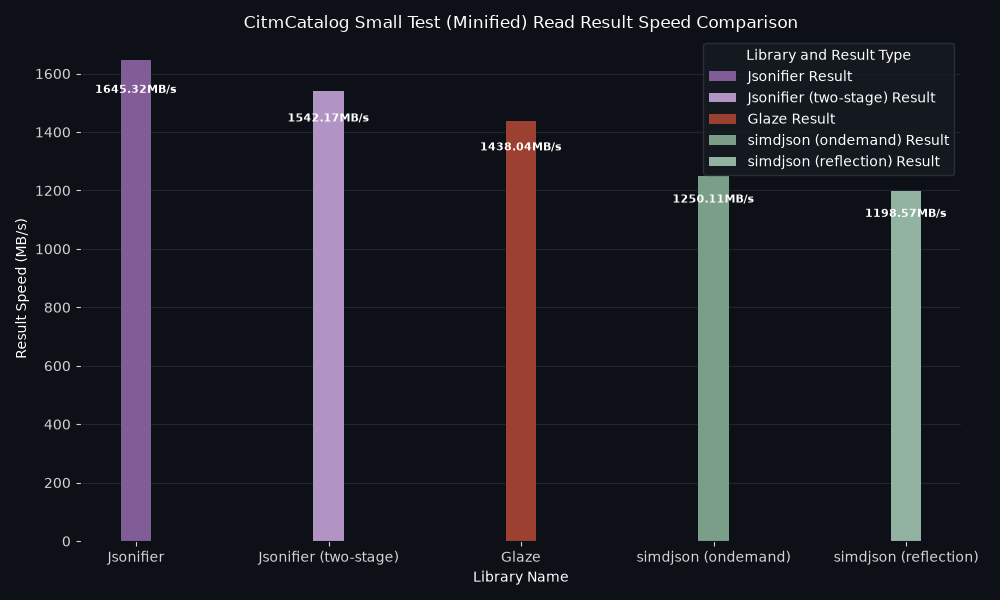 CitmCatalog Small Test (Minified) Read Result Speed Comparison
Library and Result Type
Jsonifier Result
Jsonifier (two-stage) Result
Glaze Result
simdjson (ondemand) Result
simdjson (reflection) Result
1645.32MB/s
1542.17MB/s
1438.04MB/s
1250.11MB/s
1198.57MB/s
Result Speed (MB/s)
1600
1400
1200
1000
800
600
400
200
0
Jsonifier
Jsonifier (two-stage)
Glaze
simdjson (ondemand)
simdjson (reflection)
Library Name